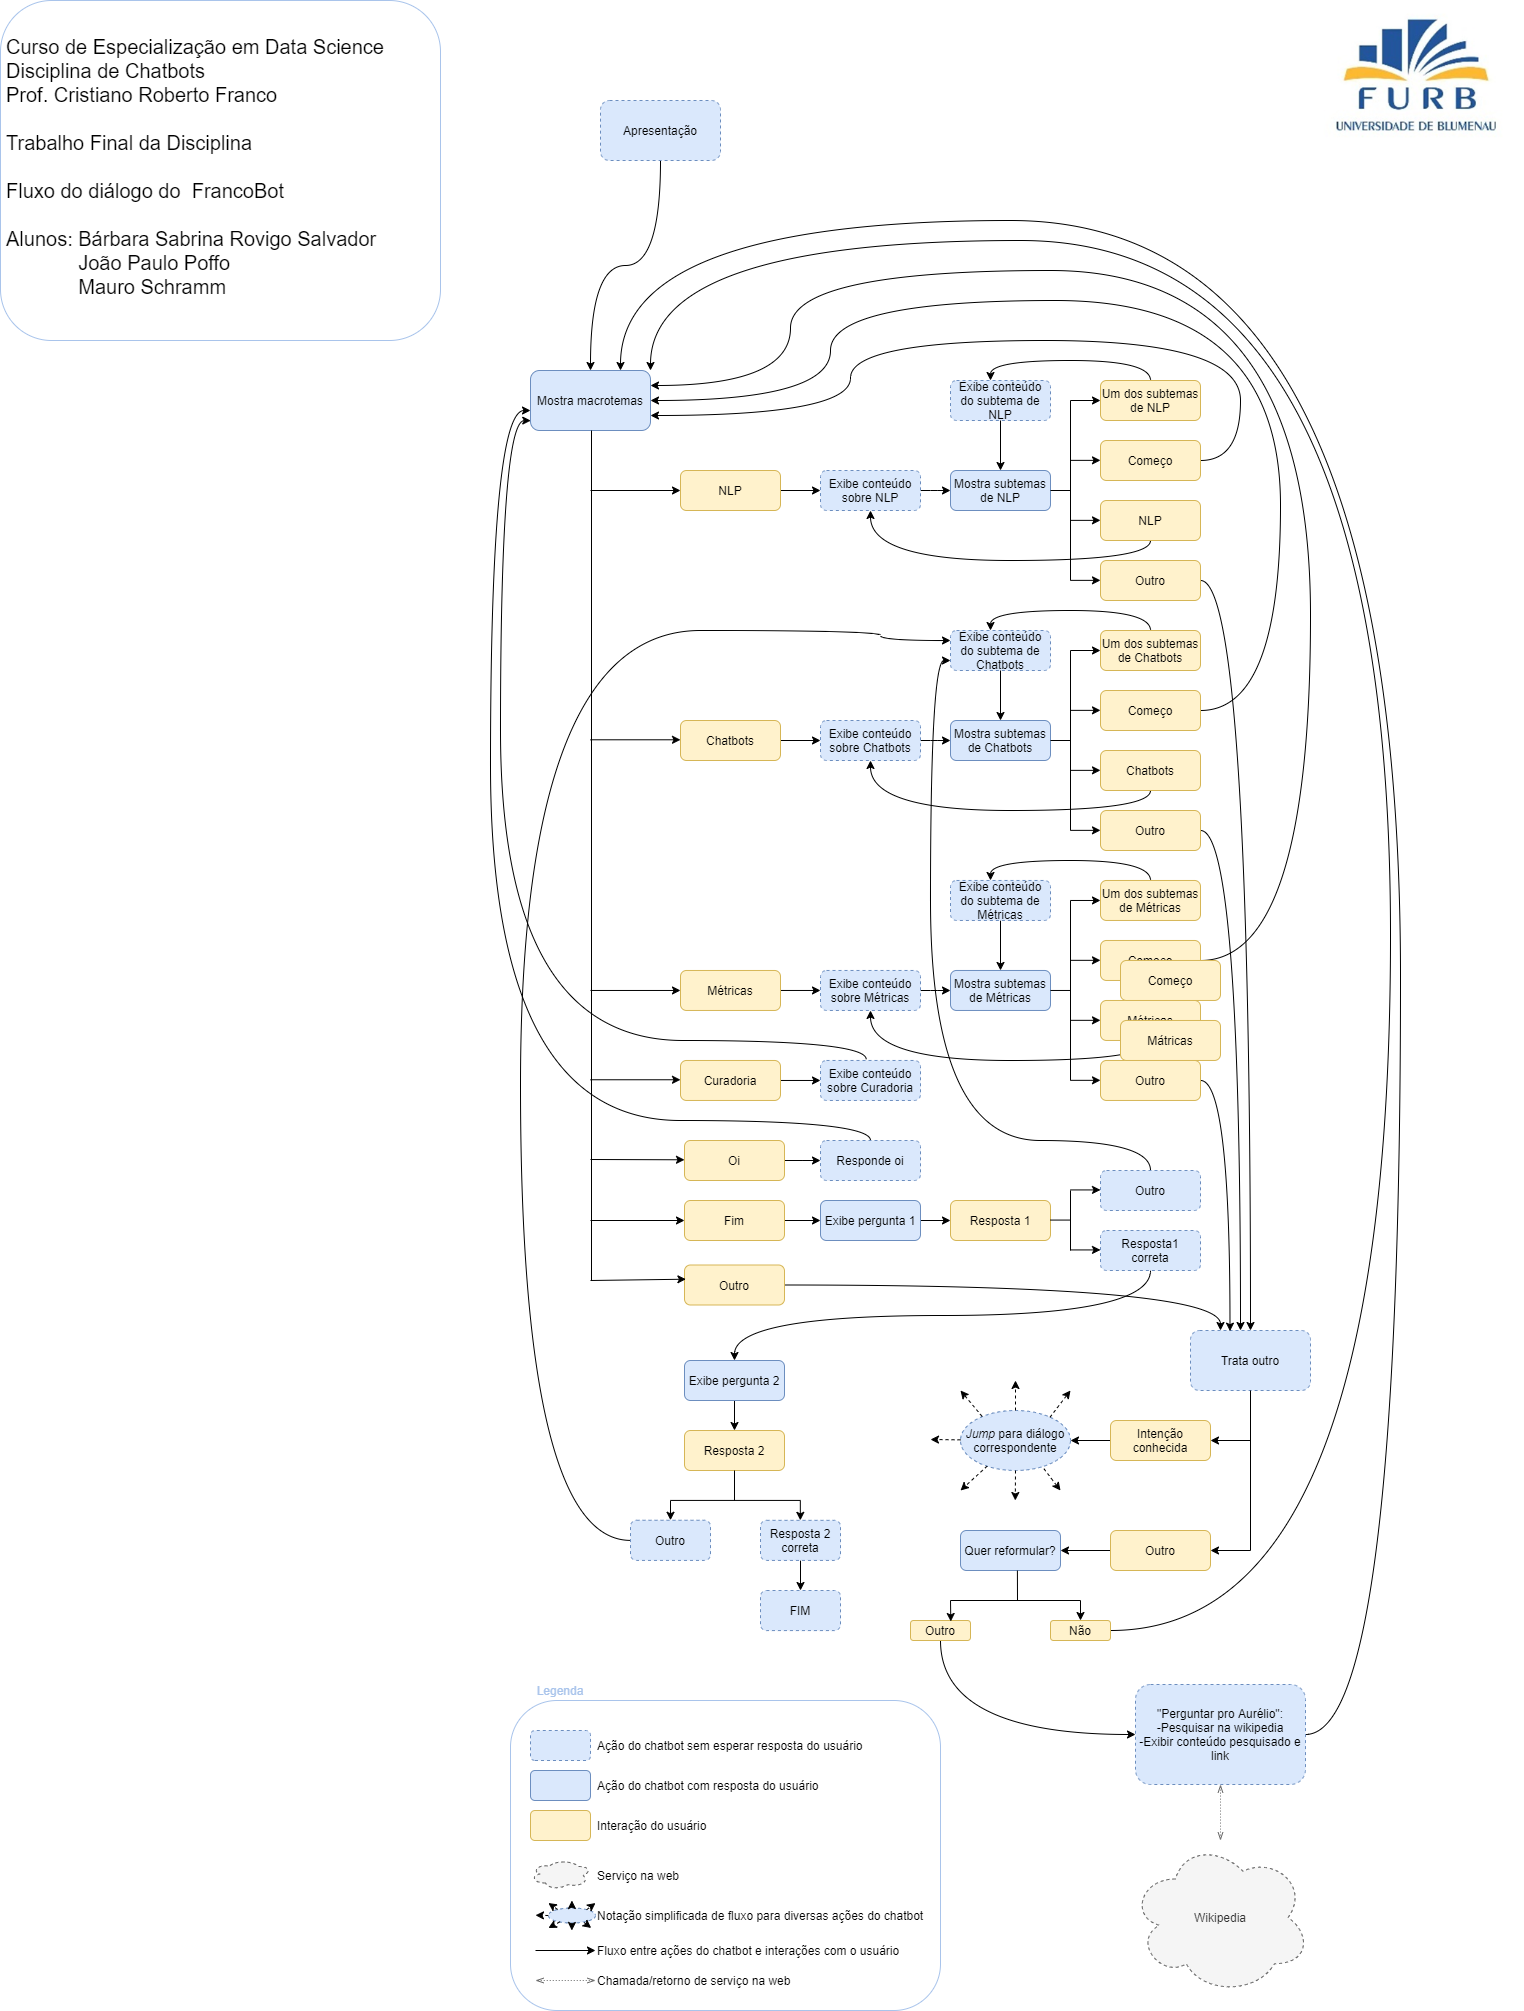 Curso de Especialização em Data Science
Disciplina de Chatbots
Prof. Cristiano Roberto Franco
Trabalho Final da Disciplina
Fluxo do diálogo do FrancoBot
Alunos: Bárbara Sabrina Rovigo Salvador
João Paulo Poffo
Mauro Schramm
FURB
UNIVERSIDADE DE BLUMENAU
Apresentação
Mostra macrotemas
Exibe conteúdo
do subtema de
NLP
Um dos subtemas
de NLP
Começo
NLP
Exibe conteúdo
sobre NLP
Mostra subtemas
de NLP
NLP
Outro
Exibe conteúdo
do subtema de
Chatbots
Um dos subtemas
de Chatbots
Começo
Chatbots
Exibe conteúdo
sobre Chatbots
Mostra subtemas
de Chatbots
Chatbots
Outro
Exibe conteúdo
do subtema de
Métricas
Um dos subtemas
de Métricas
Começo
Começo
Métricas
Exibe conteúdo
sobre Métricas
Mostra subtemas
de Métricas
Métricas
Mátricas
Outro
Curadoria
Exibe conteúdo
sobre Curadoria
Oi
Responde oi
Outro
Fim
Exibe pergunta 1
Resposta 1
Resposta1
correta
Outro
Trata outro
Exibe pergunta 2
Resposta 2
Jump para diálogo
correspondente
Intenção
conhecida
Outro
Resposta 2
correta
FIM
Quer reformular?
Outro
Outro
Não
"Perguntar pro Aurélio":
-Pesquisar na wikipedia
-Exibir conteúdo pesquisado e
link
Wikipedia
Legenda
Ação do chatbot sem esperar resposta do usuário
Ação do chatbot com resposta do usuário
Interação do usuário
Serviço na web
Notação simplificada de fluxo para diversas ações do chatbot
Fluxo entre ações do chatbot e interações com o usuário
Chamada/retorno de serviço na web